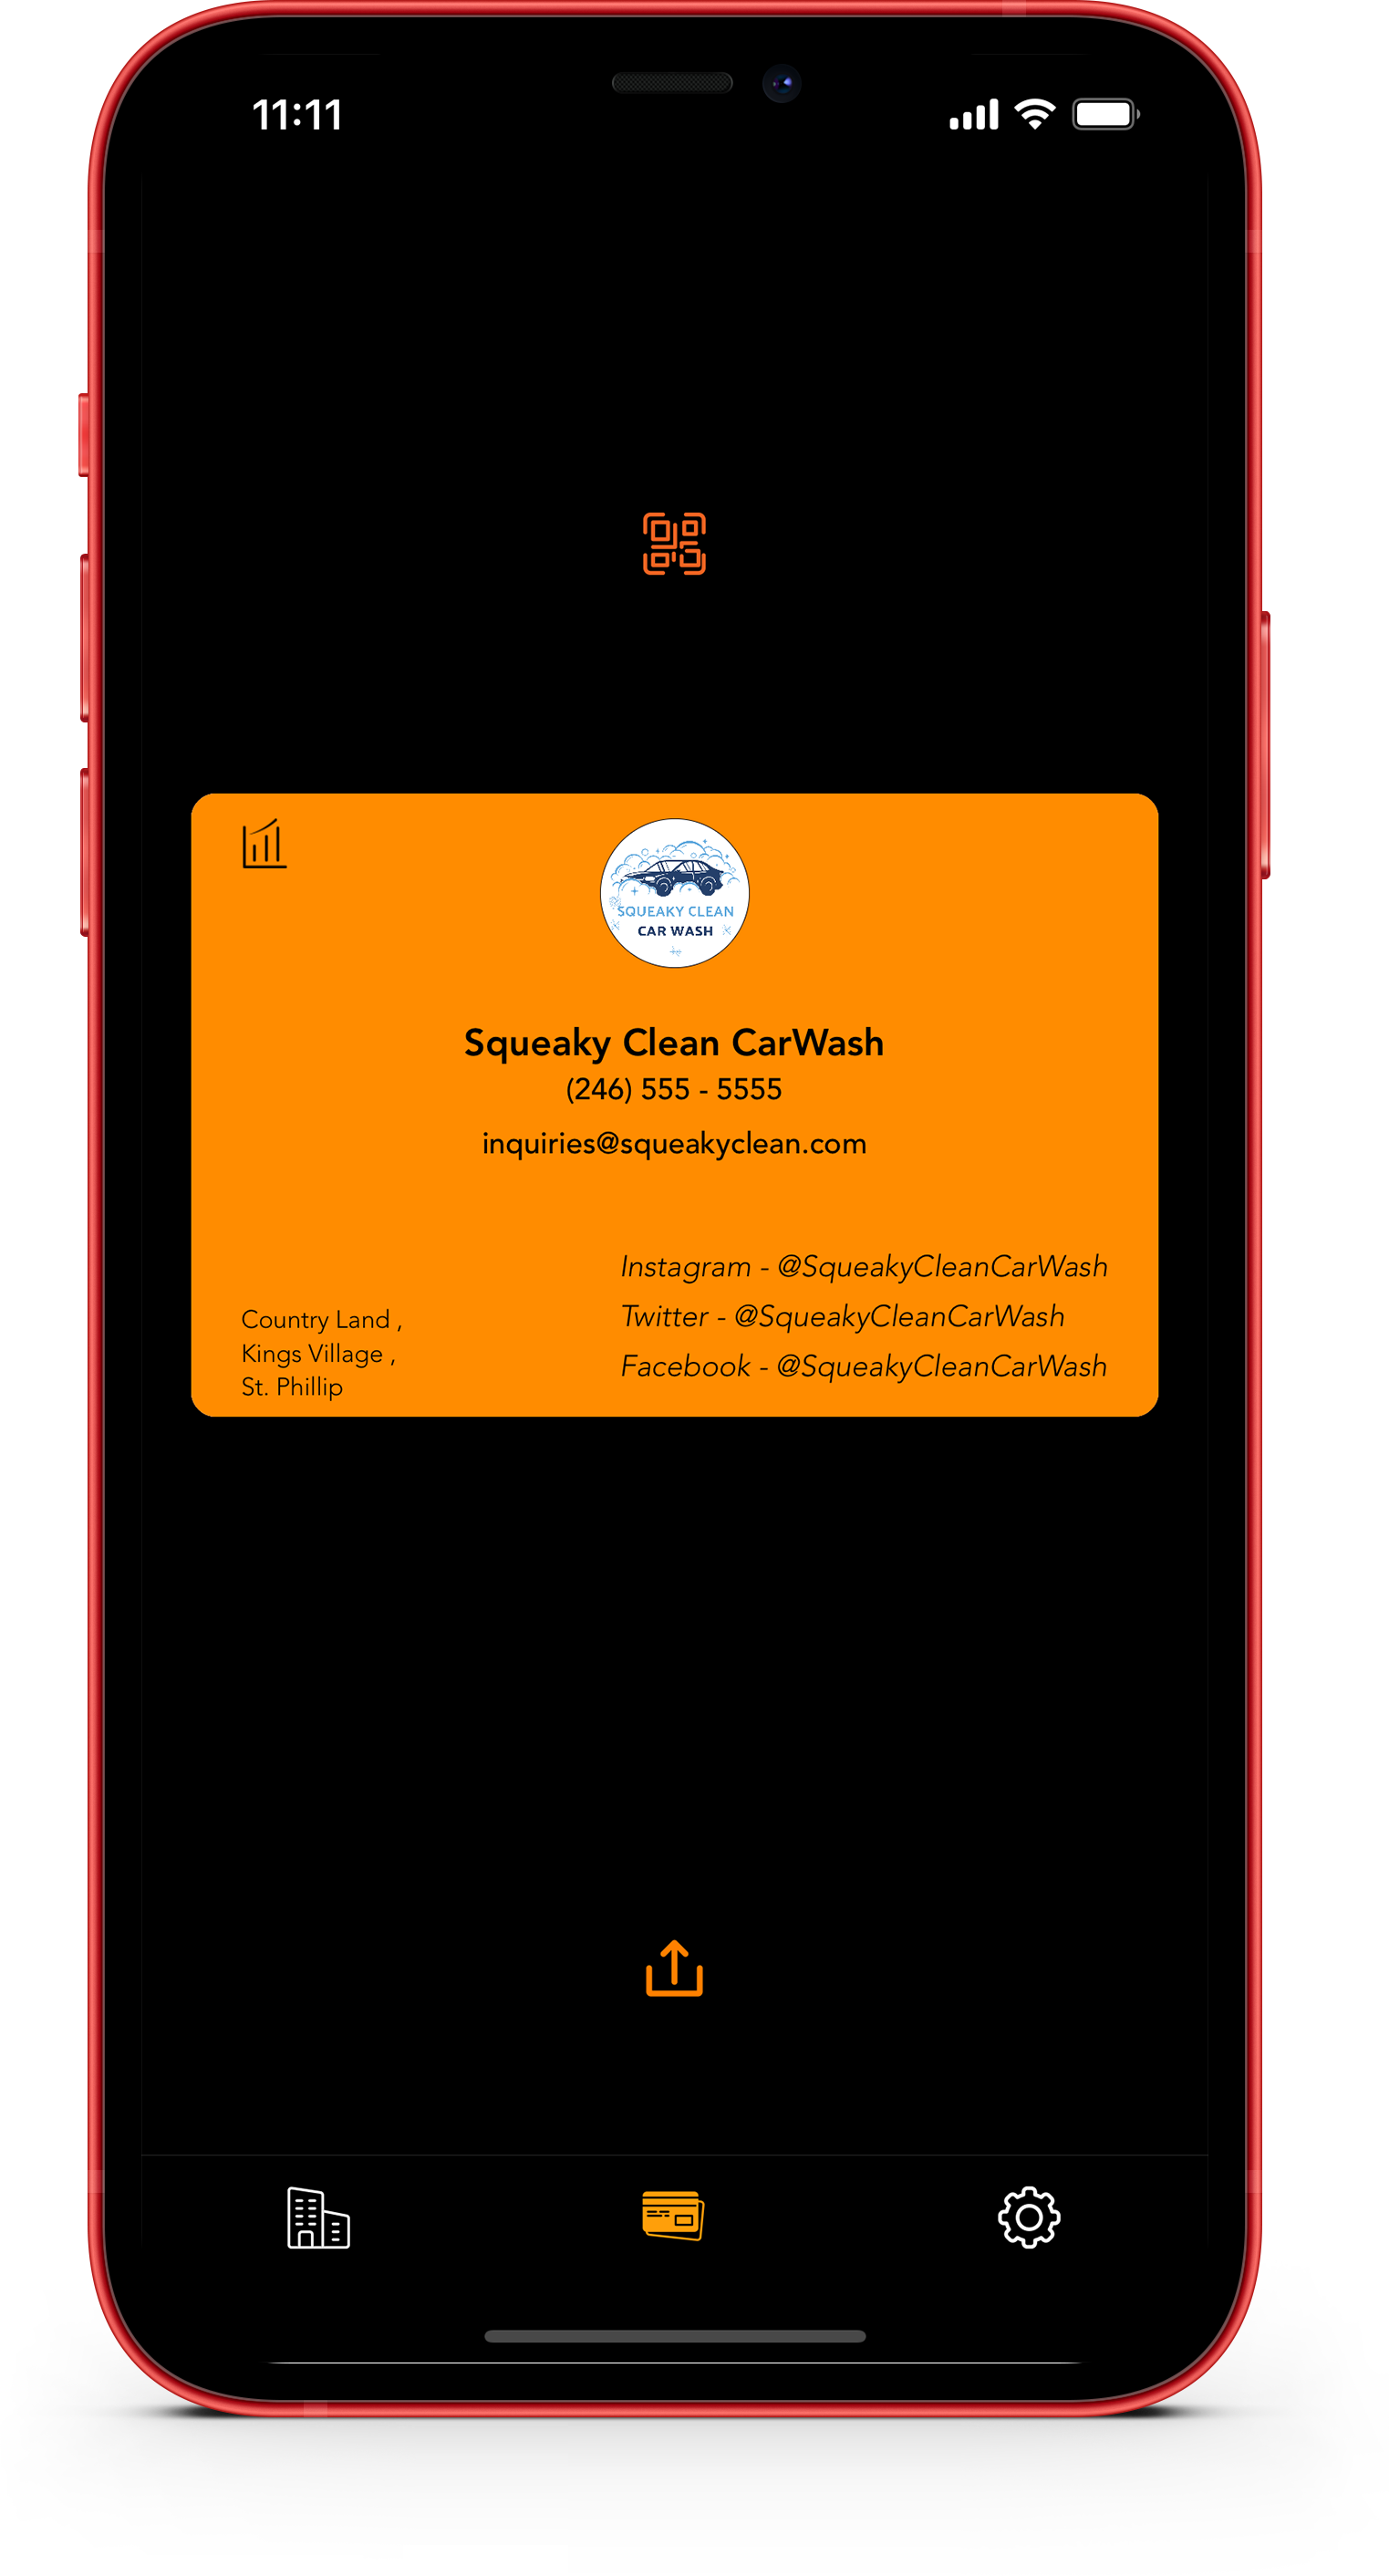 11:11
SQUEAKY CLEAN
CAR WASH
Squeaky Clean CarWash
(246) 555 - 5555
inquiries@squeakyclean.com
Instagram - @SqueakyCleanCarWash
Twitter - @SqueakyCleanCarWash
Facebook - @SqueakyCleanCarWash
Country Land ,
Kings Village ,
St. Phillip